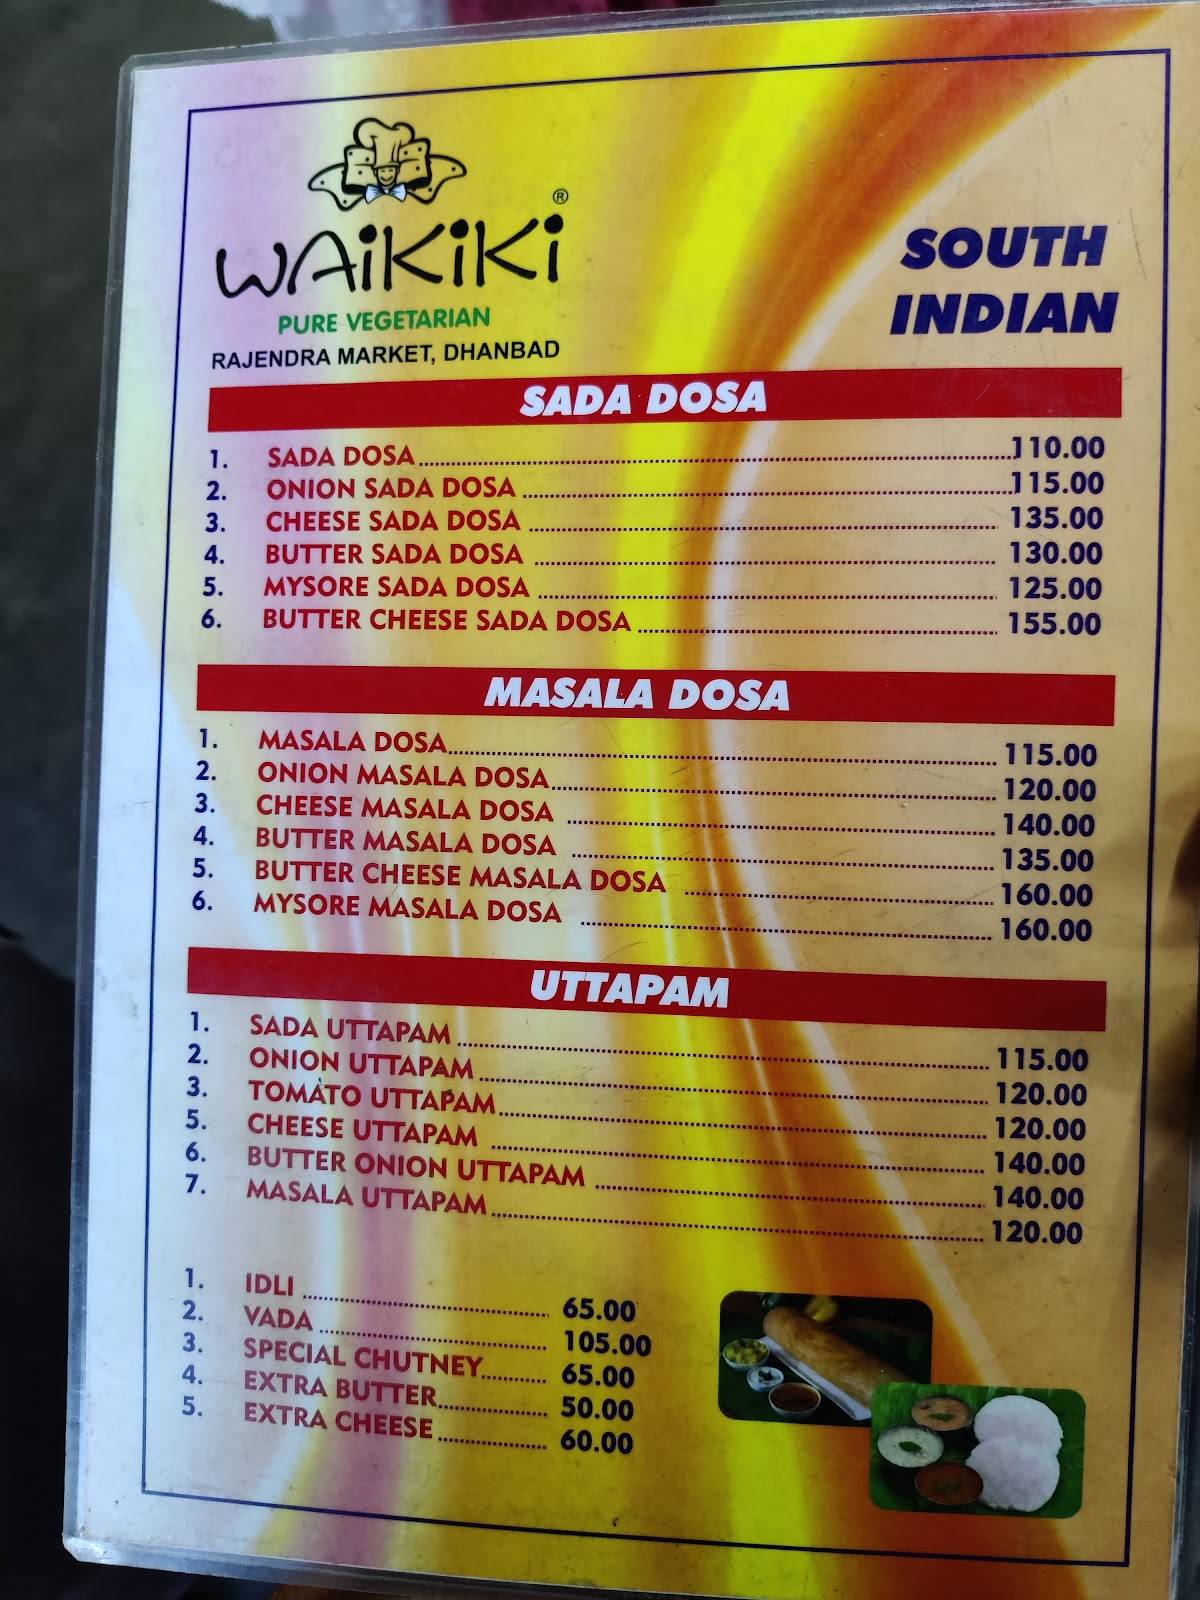 ®
WAiKiKi
PURE VEGETARIAN
RAJENDRA MARKET, DHANBAD
SOUTH
INDIAN
SADA DOSA
1. SADA DOSA 110.00
2. ONION SADA DOSA 115.00
3. CHEESE SADA DOSA 135.00
4. BUTTER SADA DOSA 130.00
5. MYSORE SADA DOSA 125.00
6. BUTTER CHEESE SADA DOSA 155.00
MASALA DOSA
1. MASALA DOSA 115.00
2. ONION MASALA DOSA 120.00
3. CHEESE MASALA DOSA 140.00
4. BUTTER MASALA DOSA 135.00
5. BUTTER CHEESE MASALA DOSA 160.00
6. MYSORE MASALA DOSA 160.00
UTTAPAM
1. SADA UTTAPAM 115.00
2. ONION UTTAPAM 120.00
3. TOMATO UTTAPAM 120.00
5. CHEESE UTTAPAM 140.00
6. BUTTER ONION UTTAPAM 140.00
7. MASALA UTTAPAM 120.00
1. IDLI 65.00
2. VADA 105.00
3. SPECIAL CHUTNEY 65.00
4. EXTRA BUTTER 50.00
5. EXTRA CHEESE 60.00